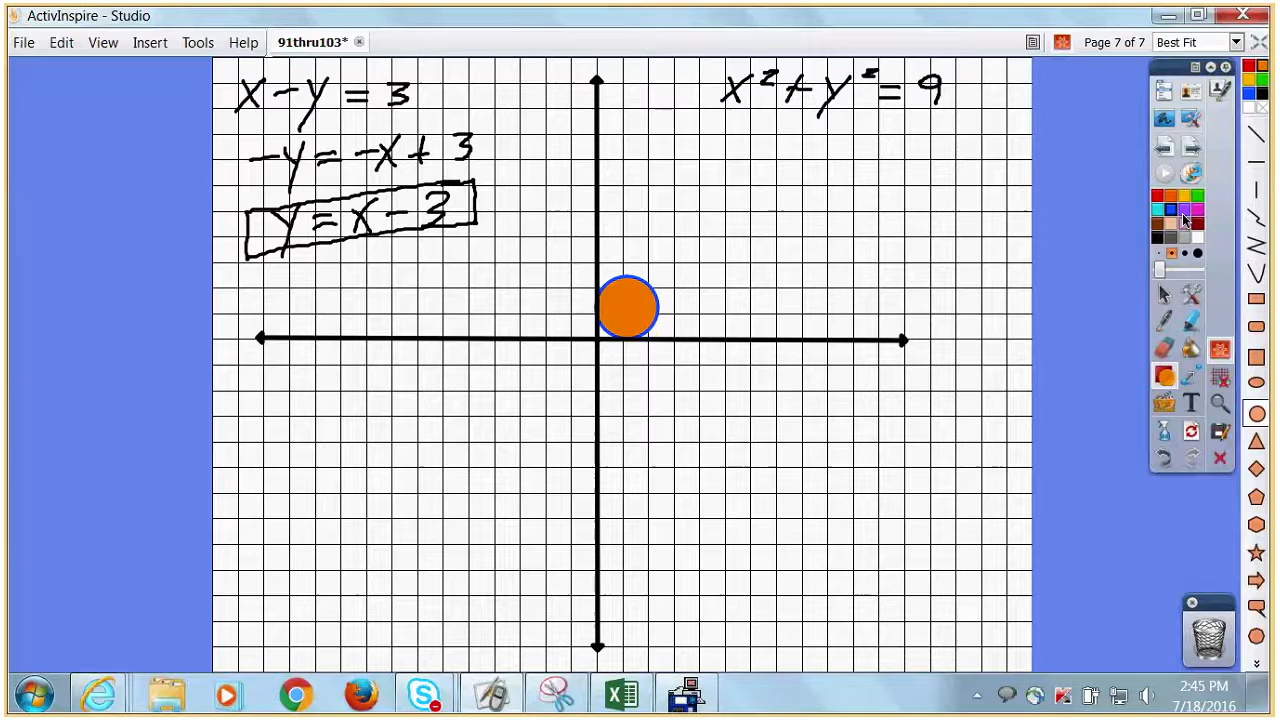 ActivInspire - Studio
File Edit View Insert Tools Help 91thru103* Page 7 of 7 Best Fit
x - y = 3
-y = -x + 3
y = x - 3
x² + y² = 9
T
2:45 PM
7/18/2016